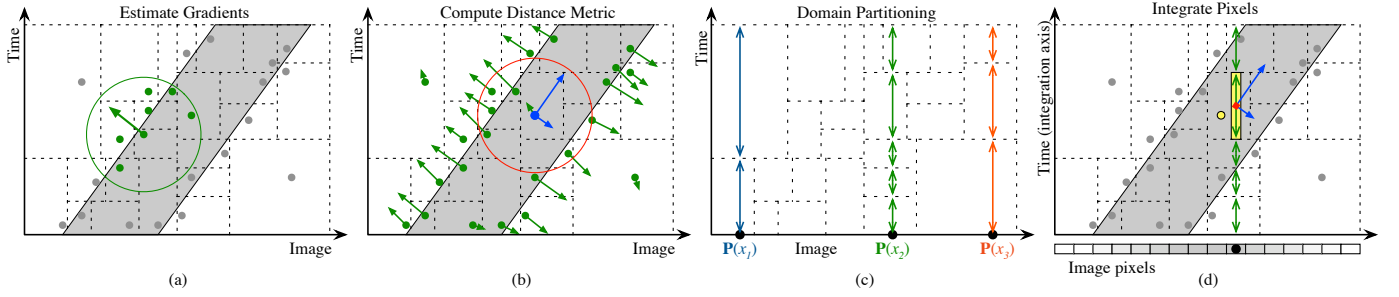 Estimate Gradients
Compute Distance Metric
Domain Partitioning
Integrate Pixels
Time
Time
Time
Time (integration axis)
Image
Image
P(x1)
Image
P(x2)
P(x3)
Image pixels
(a)
(b)
(c)
(d)